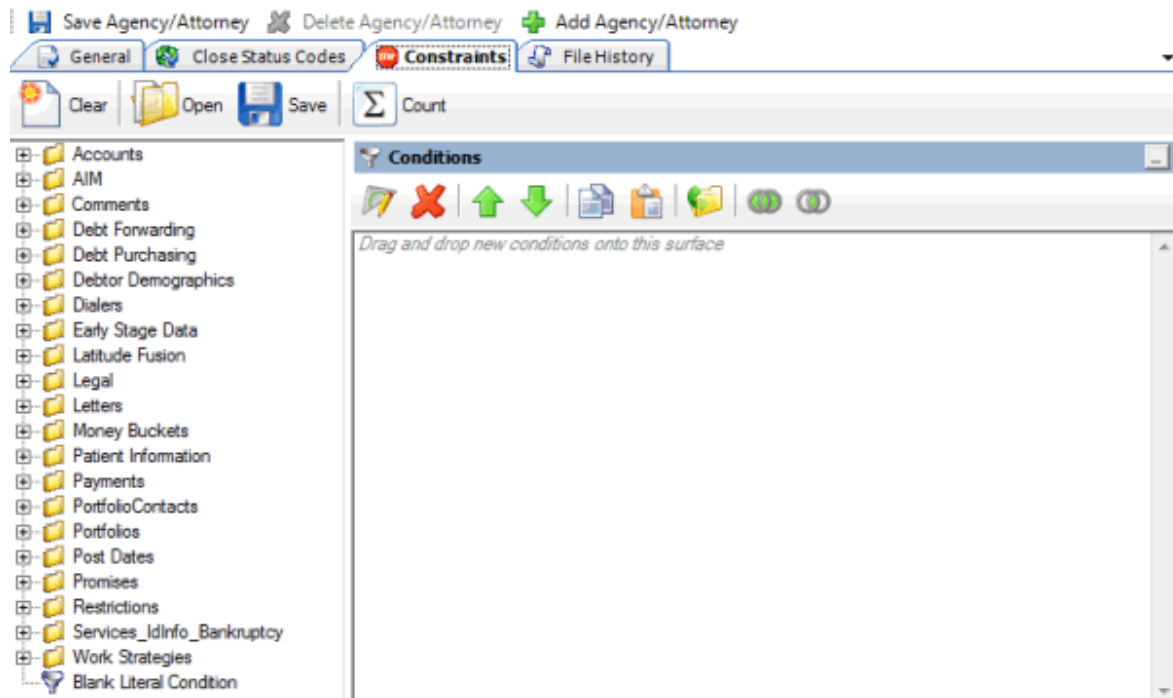 Save Agency/Attorney Delete Agency/Attorney Add Agency/Attorney
General Close Status Codes Constraints File History
Clear Open Save Σ Count
Accounts
AIM
Comments
Debt Forwarding
Debt Purchasing
Debtor Demographics
Dialers
Early Stage Data
Latitude Fusion
Legal
Letters
Money Buckets
Patient Information
Payments
PortfolioContacts
Portfolios
Post Dates
Promises
Restrictions
Services_IdInfo_Bankruptcy
Work Strategies
Blank Literal Condition
Conditions
Drag and drop new conditions onto this surface